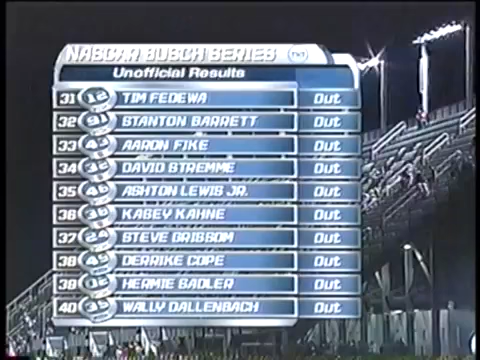 NASCAR BUSCH SERIES TNT
Unofficial Results
31 12 TIM FEDEWA Out
32 91 STANTON BARRETT Out
33 43 AARON FIKE Out
34 DAVID STREMME Out
35 46 ASHTON LEWIS JR. Out
36 38 KASEY KAHNE Out
37 24 STEVE GRISSOM Out
38 49 DERRIKE COPE Out
39 HERMIE SADLER Out
40 WALLY DALLENBACH Out